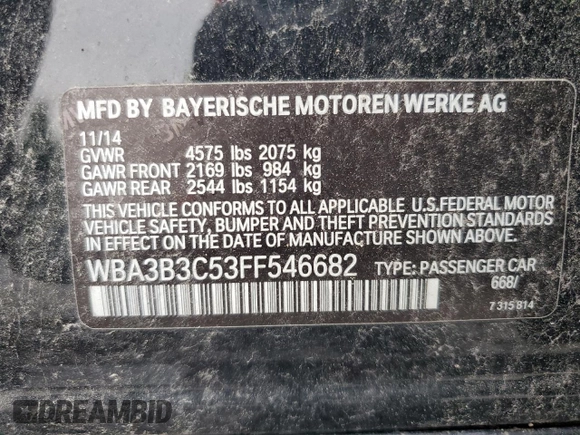 MFD BY BAYERISCHE MOTOREN WERKE AG
11/14
GVWR 4575 lbs 2075 kg
GAWR FRONT 2169 lbs 984 kg
GAWR REAR 2544 lbs 1154 kg
THIS VEHICLE CONFORMS TO ALL APPLICABLE U.S.FEDERAL MOTOR
VEHICLE SAFETY, BUMPER AND THEFT PREVENTION STANDARDS
IN EFFECT ON THE DATE OF MANUFACTURE SHOWN ABOVE.
WBA3B3C53FF546682 TYPE: PASSENGER CAR
668/
7 315 814
DREAMBID